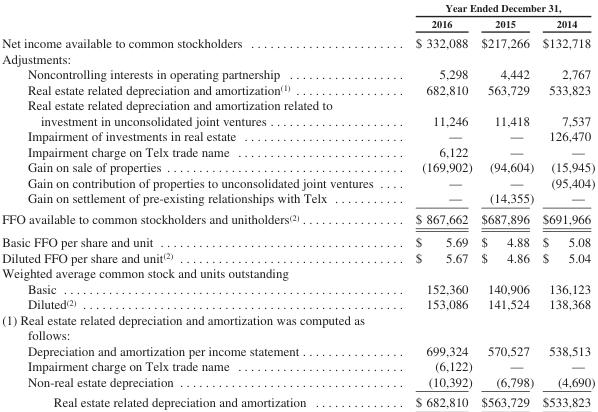 Year Ended December 31,
2016 2015 2014
Net income available to common stockholders ........................ $ 332,088 $217,266 $132,718
Adjustments:
Noncontrolling interests in operating partnership .................. 5,298 4,442 2,767
Real estate related depreciation and amortization(1) .................. 682,810 563,729 533,823
Real estate related depreciation and amortization related to
investment in unconsolidated joint ventures ..................... 11,246 11,418 7,537
Impairment of investments in real estate .......................... — — 126,470
Impairment charge on Telx trade name .......................... 6,122 — —
Gain on sale of properties ..................................... (169,902) (94,604) (15,945)
Gain on contribution of properties to unconsolidated joint ventures .... — — (95,404)
Gain on settlement of pre-existing relationships with Telx ........... — (14,355) —
FFO available to common stockholders and unitholders(2) ................ $ 867,662 $687,896 $691,966
Basic FFO per share and unit ...................................... $ 5.69 $ 4.88 $ 5.08
Diluted FFO per share and unit(2) ................................... $ 5.67 $ 4.86 $ 5.04
Weighted average common stock and units outstanding
Basic ..................................................... 152,360 140,906 136,123
Diluted(2) .................................................. 153,086 141,524 138,368
(1) Real estate related depreciation and amortization was computed as
follows:
Depreciation and amortization per income statement ................ 699,324 570,527 538,513
Impairment charge on Telx trade name .......................... (6,122) — —
Non-real estate depreciation .................................... (10,392) (6,798) (4,690)
Real estate related depreciation and amortization .............. $ 682,810 $563,729 $533,823